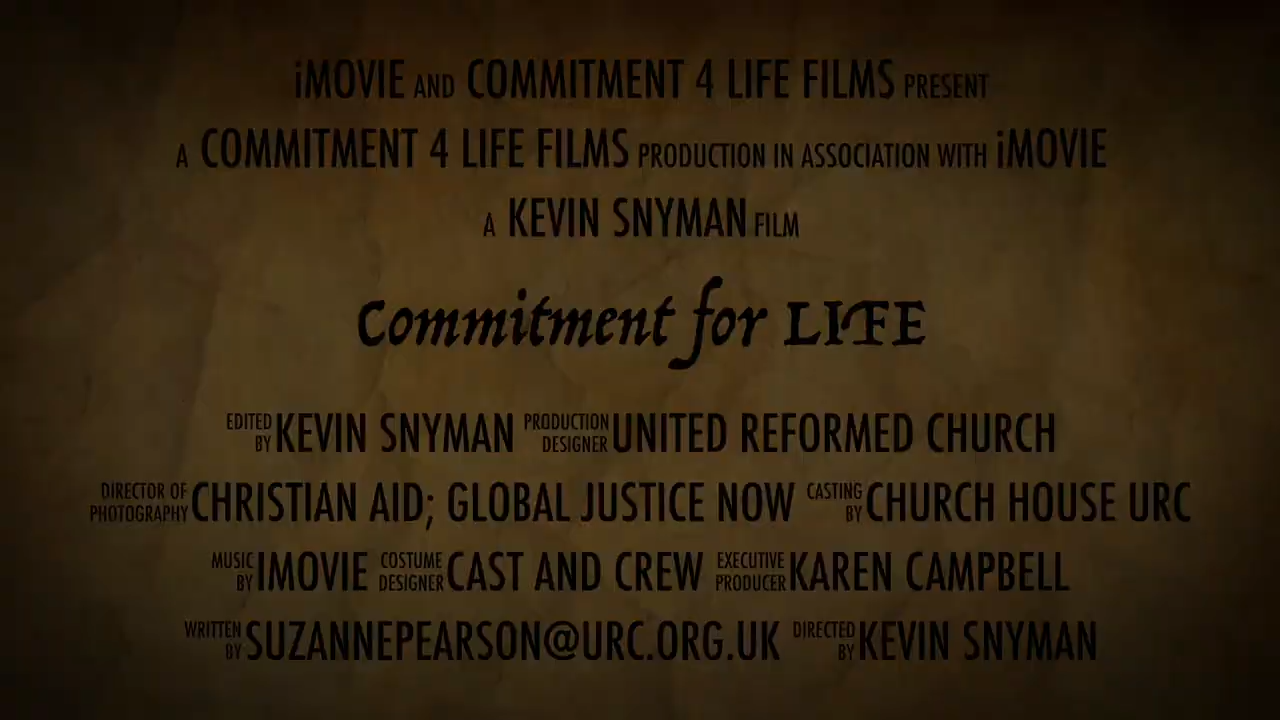 iMOVIE AND COMMITMENT 4 LIFE FILMS PRESENT
A COMMITMENT 4 LIFE FILMS PRODUCTION IN ASSOCIATION WITH iMOVIE
A KEVIN SNYMAN FILM
Commitment for LIFE
EDITED BY KEVIN SNYMAN PRODUCTION DESIGNER UNITED REFORMED CHURCH
DIRECTOR OF PHOTOGRAPHY CHRISTIAN AID; GLOBAL JUSTICE NOW CASTING BY CHURCH HOUSE URC
MUSIC BY IMOVIE COSTUME DESIGNER CAST AND CREW EXECUTIVE PRODUCER KAREN CAMPBELL
WRITTEN BY SUZANNEPEARSON@URC.ORG.UK DIRECTED BY KEVIN SNYMAN